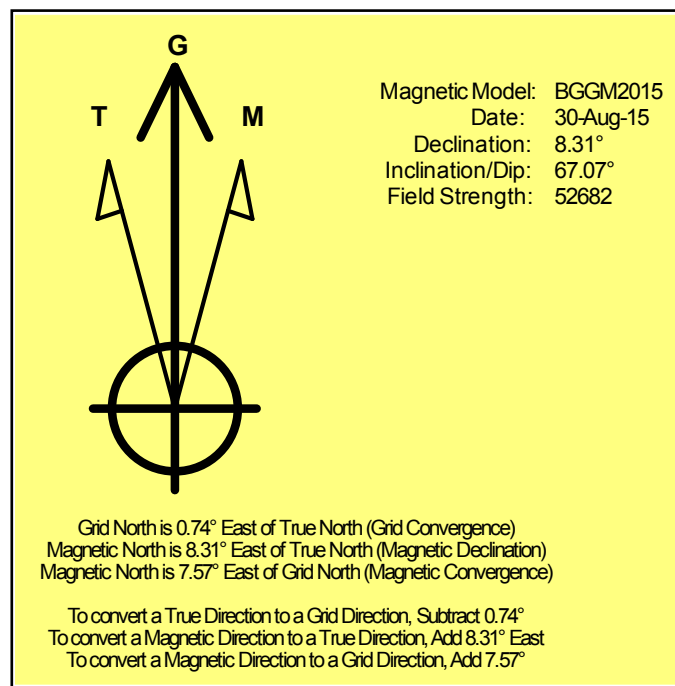 G
T
M
Magnetic Model: BGGM2015
Date: 30-Aug-15
Declination: 8.31°
Inclination/Dip: 67.07°
Field Strength: 52682
Grid North is 0.74° East of True North (Grid Convergence)
Magnetic North is 8.31° East of True North (Magnetic Declination)
Magnetic North is 7.57° East of Grid North (Magnetic Convergence)
To convert a True Direction to a Grid Direction, Subtract 0.74°
To convert a Magnetic Direction to a True Direction, Add 8.31° East
To convert a Magnetic Direction to a Grid Direction, Add 7.57°